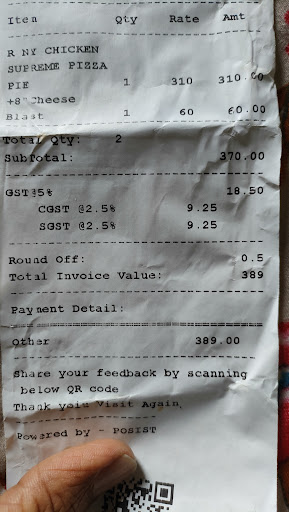 Item Qty Rate Amt
R NY CHICKEN
SUPREME PIZZA
PIE 1 310 310.00
+8"Cheese
Blast 1 60 60.00
Total Qty: 2
SubTotal: 370.00
GST@5% 18.50
CGST @2.5% 9.25
SGST @2.5% 9.25
Round Off: 0.5
Total Invoice Value: 389
Payment Detail:
Other 389.00
Share your feedback by scanning
below QR code
Thank you Visit Again.
Powered by - POSIST